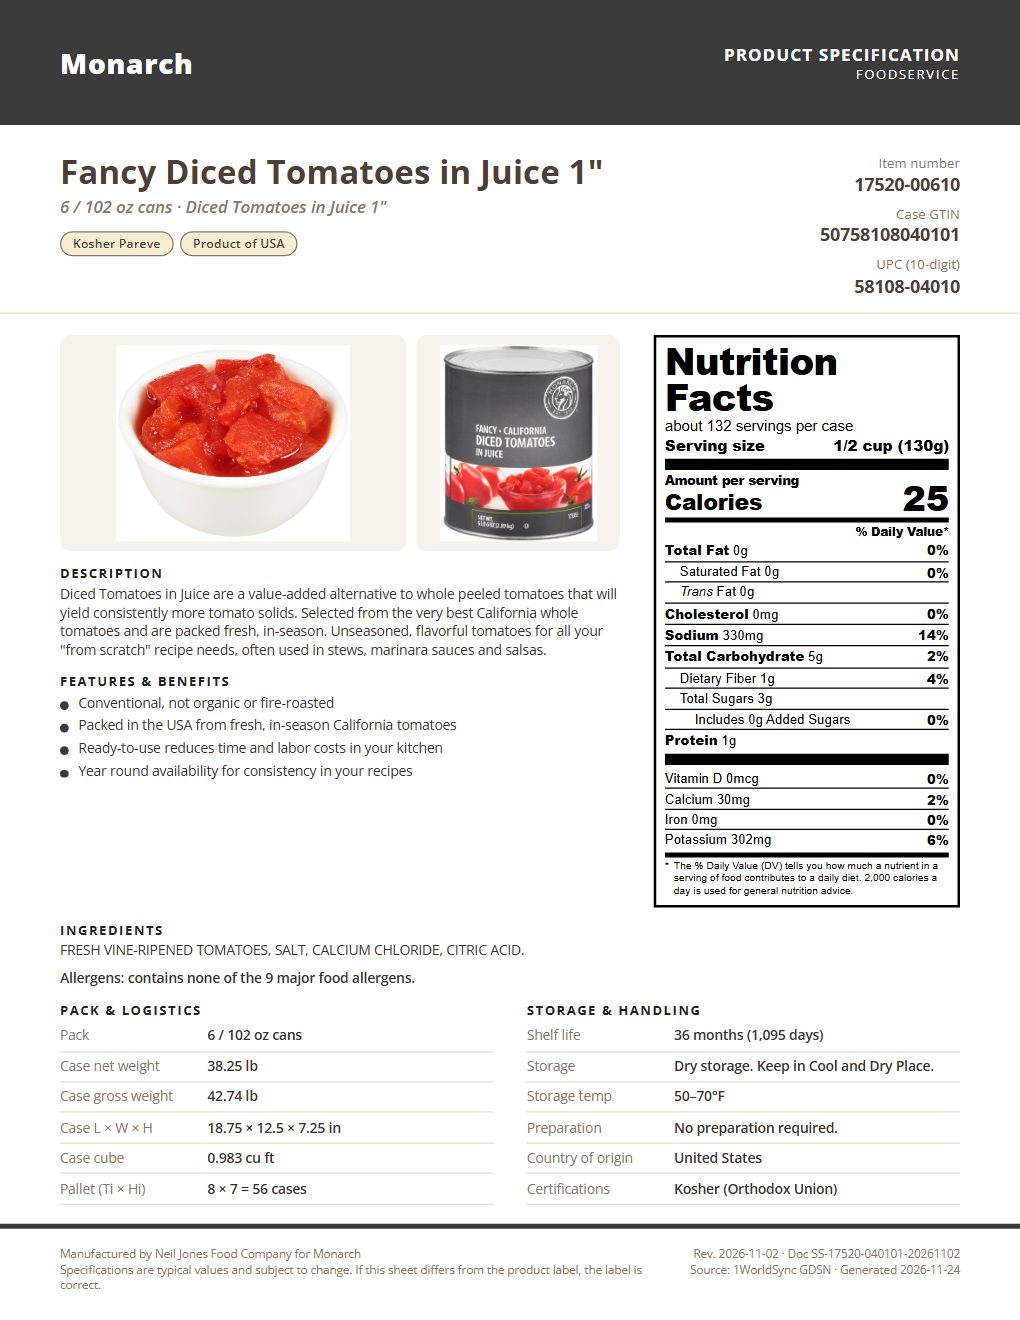 Monarch
PRODUCT SPECIFICATION
FOODSERVICE
Fancy Diced Tomatoes in Juice 1"
6 / 102 oz cans · Diced Tomatoes in Juice 1"
Kosher Pareve
Product of USA
Item number
17520-00610
Case GTIN
50758108040101
UPC (10-digit)
58108-04010
FANCY • CALIFORNIA
DICED TOMATOES
IN JUICE
NET WT.
Nutrition
Facts
about 132 servings per case
Serving size 1/2 cup (130g)
Amount per serving
Calories 25
% Daily Value*
Total Fat 0g 0%
Saturated Fat 0g 0%
Trans Fat 0g
Cholesterol 0mg 0%
Sodium 330mg 14%
Total Carbohydrate 5g 2%
Dietary Fiber 1g 4%
Total Sugars 3g
Includes 0g Added Sugars 0%
Protein 1g
Vitamin D 0mcg 0%
Calcium 30mg 2%
Iron 0mg 0%
Potassium 302mg 6%
* The % Daily Value (DV) tells you how much a nutrient in a
serving of food contributes to a daily diet. 2,000 calories a
day is used for general nutrition advice.
DESCRIPTION
Diced Tomatoes in Juice are a value-added alternative to whole peeled tomatoes that will
yield consistently more tomato solids. Selected from the very best California whole
tomatoes and are packed fresh, in-season. Unseasoned, flavorful tomatoes for all your
"from scratch" recipe needs, often used in stews, marinara sauces and salsas.
FEATURES & BENEFITS
Conventional, not organic or fire-roasted
Packed in the USA from fresh, in-season California tomatoes
Ready-to-use reduces time and labor costs in your kitchen
Year round availability for consistency in your recipes
INGREDIENTS
FRESH VINE-RIPENED TOMATOES, SALT, CALCIUM CHLORIDE, CITRIC ACID.
Allergens: contains none of the 9 major food allergens.
PACK & LOGISTICS
Pack 6 / 102 oz cans
Case net weight 38.25 lb
Case gross weight 42.74 lb
Case L × W × H 18.75 × 12.5 × 7.25 in
Case cube 0.983 cu ft
Pallet (Ti × Hi) 8 × 7 = 56 cases
STORAGE & HANDLING
Shelf life 36 months (1,095 days)
Storage Dry storage. Keep in Cool and Dry Place.
Storage temp 50–70°F
Preparation No preparation required.
Country of origin United States
Certifications Kosher (Orthodox Union)
Manufactured by Neil Jones Food Company for Monarch
Specifications are typical values and subject to change. If this sheet differs from the product label, the label is
correct.
Rev. 2026-11-02 · Doc SS-17520-040101-20261102
Source: 1WorldSync GDSN · Generated 2026-11-24